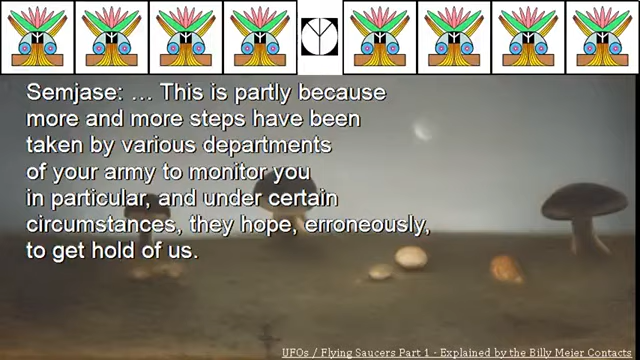 Semjase: … This is partly because
more and more steps have been
taken by various departments
of your army to monitor you
in particular, and under certain
circumstances, they hope, erroneously,
to get hold of us.
UFOs / Flying Saucers Part 1 - Explained by the Billy Meier Contacts